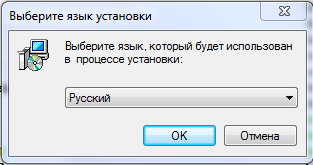 Выберите язык установки
Выберите язык, который будет использован
в процессе установки:
Русский
OK
Отмена